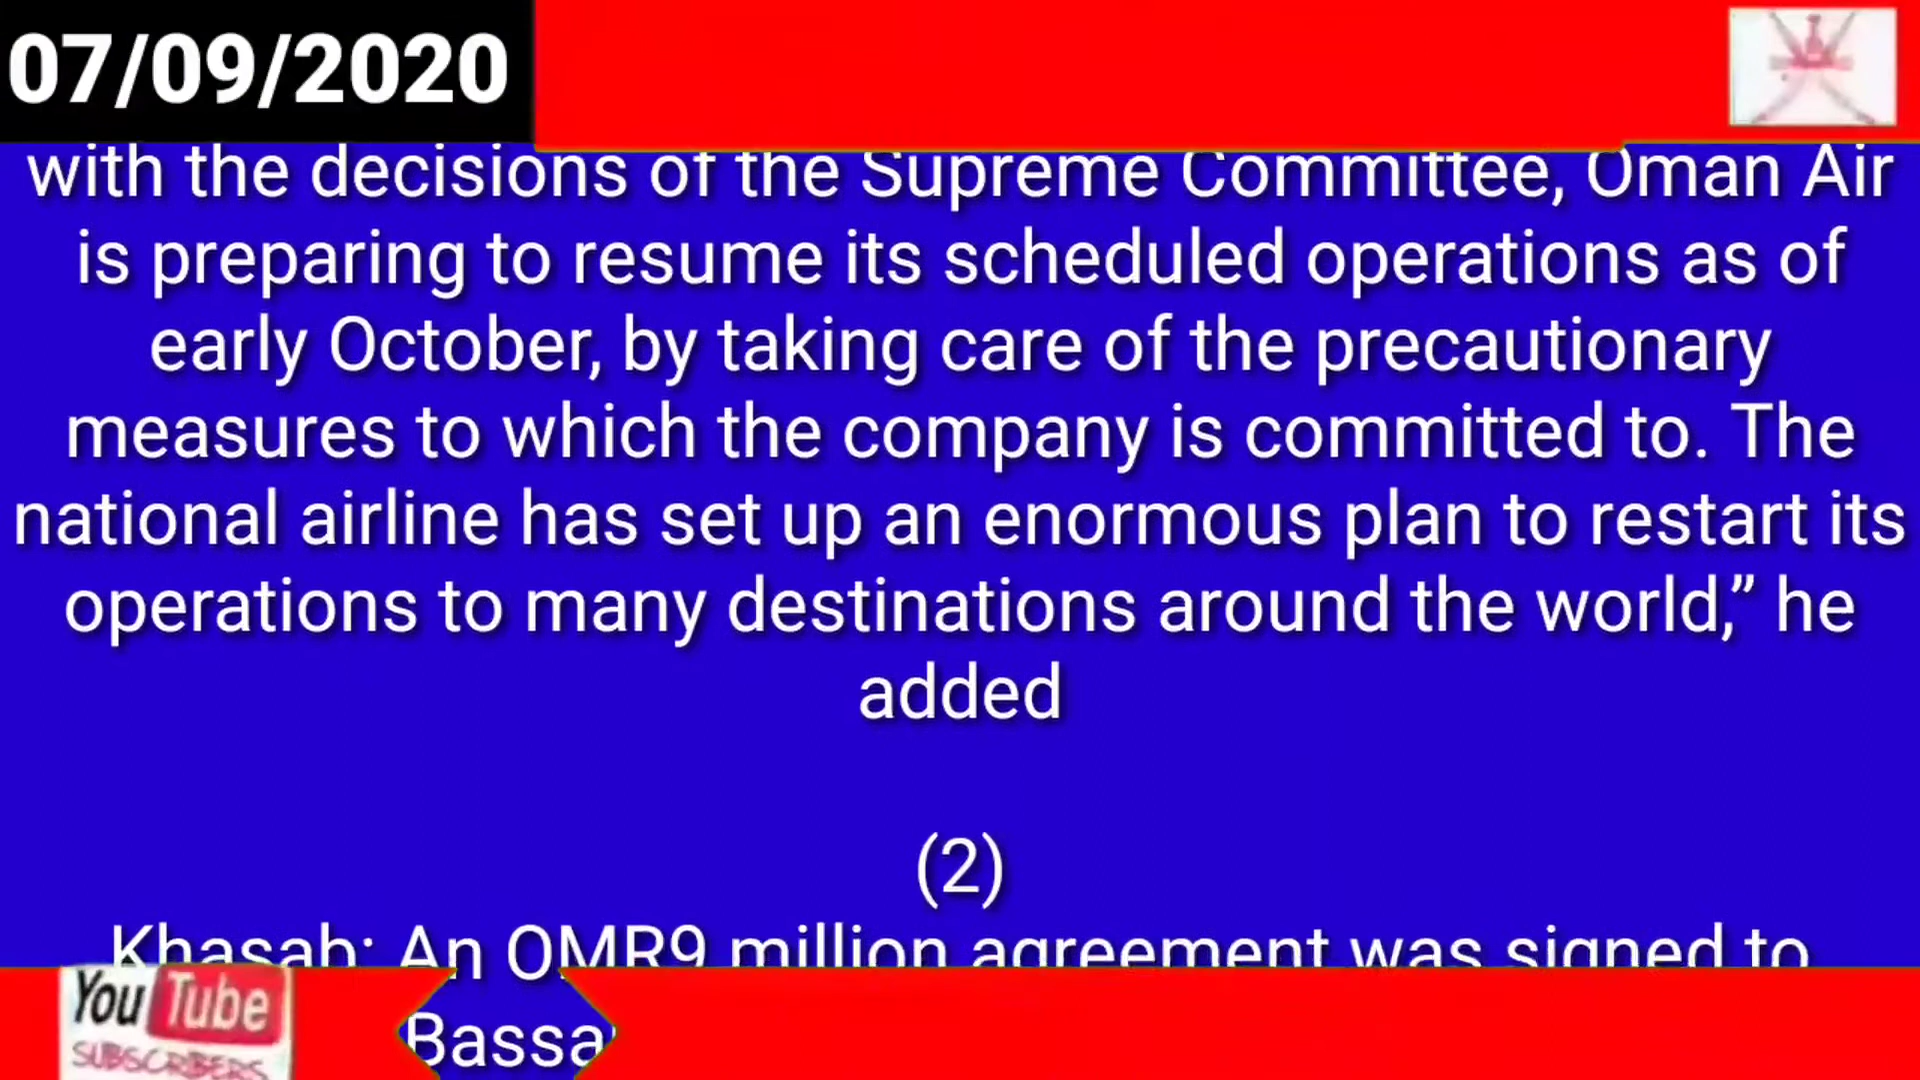 07/09/2020
with the decisions of the Supreme Committee, Oman Air
is preparing to resume its scheduled operations as of
early October, by taking care of the precautionary
measures to which the company is committed to. The
national airline has set up an enormous plan to restart its
operations to many destinations around the world,” he
added
(2)
Khasab: An OMR9 million agreement was signed to
Bassa
You Tube
SUBSCRIBERS